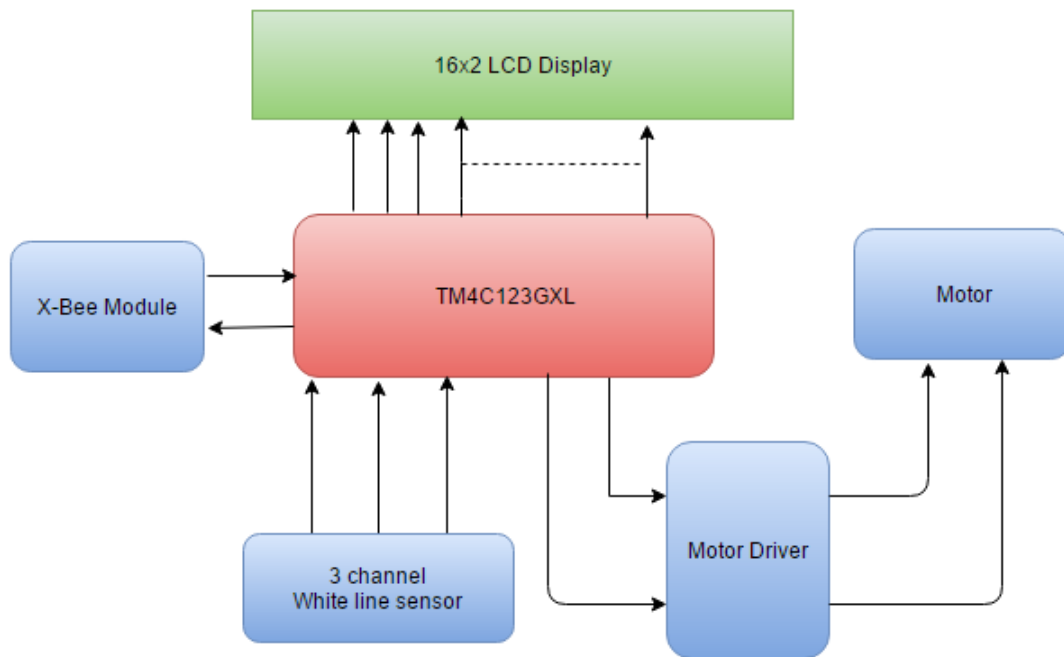 16x2 LCD Display
X-Bee Module
TM4C123GXL
Motor
Motor Driver
3 channel
White line sensor